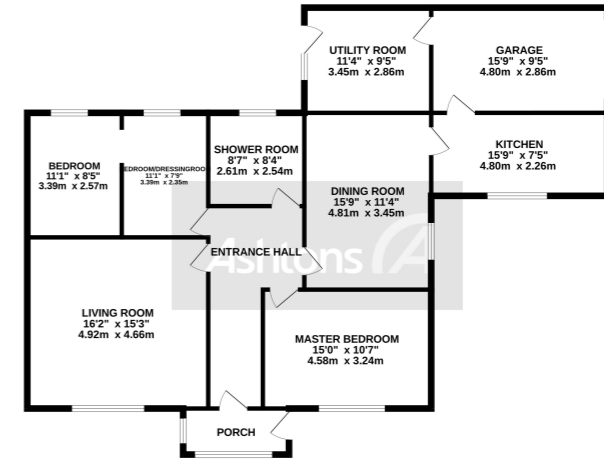 UTILITY ROOM
11'4" x 9'5"
3.45m x 2.86m
GARAGE
15'9" x 9'5"
4.80m x 2.86m
BEDROOM
11'1" x 8'5"
3.39m x 2.57m
EDROOM/DRESSINGROO
11'1" x 7'9"
3.39m x 2.35m
SHOWER ROOM
8'7" x 8'4"
2.61m x 2.54m
KITCHEN
15'9" x 7'5"
4.80m x 2.26m
DINING ROOM
15'9" x 11'4"
4.81m x 3.45m
ENTRANCE HALL
Ashtons
LIVING ROOM
16'2" x 15'3"
4.92m x 4.66m
MASTER BEDROOM
15'0" x 10'7"
4.58m x 3.24m
PORCH